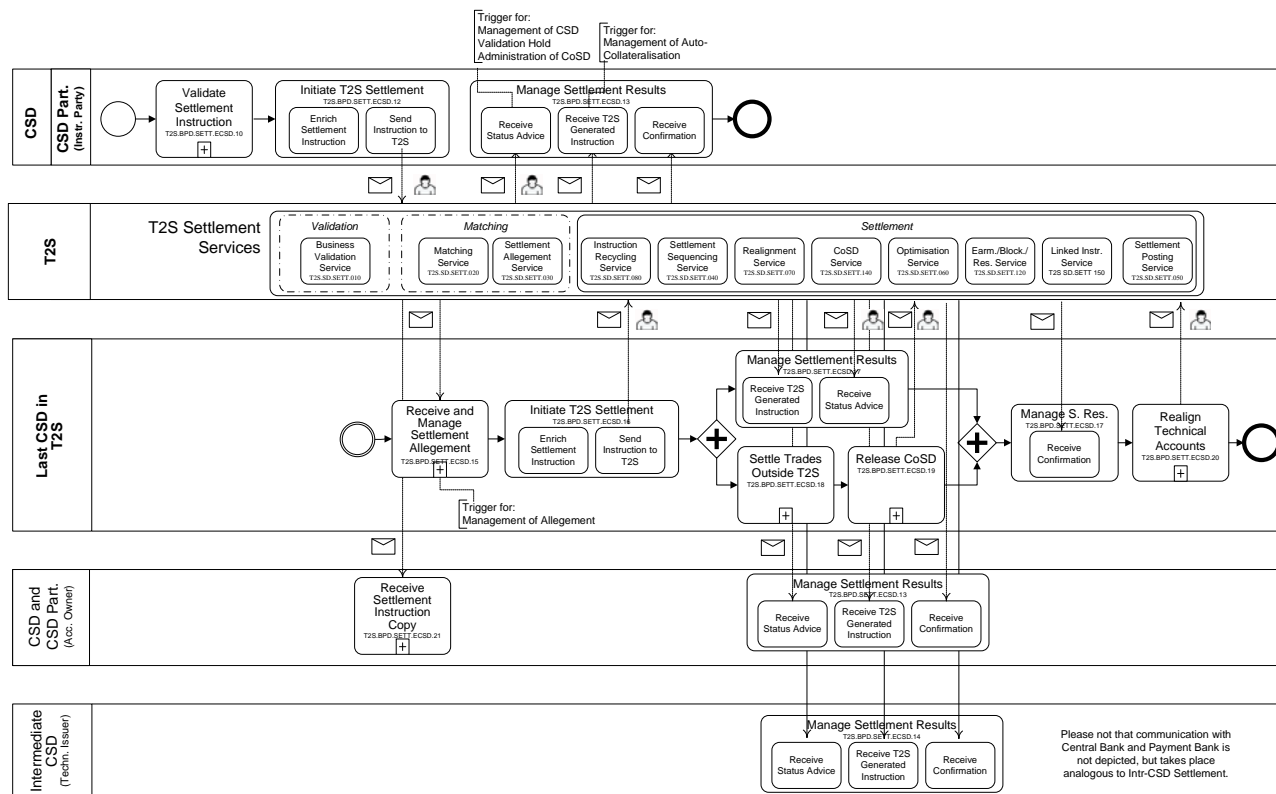 Trigger for:
Management of CSD
Validation Hold
Administration of CoSD
Trigger for:
Management of Auto-
Collateralisation
CSD
CSD Part.
(Instr. Party)
Validate
Settlement
Instruction
T2S.BPD.SETT.ECSD.10
Initiate T2S Settlement
T2S.BPD.SETT.ECSD.12
Enrich
Settlement
Instruction
Send
Instruction to
T2S
Manage Settlement Results
T2S.BPD.SETT.ECSD.13
Receive
Status Advice
Receive T2S
Generated
Instruction
Receive
Confirmation
T2S
T2S Settlement
Services
Validation
Business
Validation
Service
T2S.SD.SETT.010
Matching
Matching
Service
T2S.SD.SETT.020
Settlement
Allegement
Service
T2S.SD.SETT.030
Settlement
Instruction
Recycling
Service
T2S.SD.SETT.080
Settlement
Sequencing
Service
T2S.SD.SETT.040
Realignment
Service
T2S.SD.SETT.070
CoSD
Service
T2S.SD.SETT.140
Optimisation
Service
T2S.SD.SETT.060
Earm./Block./
Res. Service
T2S.SD.SETT.120
Linked Instr.
Service
T2S SD.SETT 150
Settlement
Posting
Service
T2S.SD.SETT.050
Last CSD in
T2S
Receive and
Manage
Settlement
Allegement
T2S.BPD.SETT.ECSD.15
Trigger for:
Management of Allegement
Initiate T2S Settlement
T2S.BPD.SETT.ECSD.16
Enrich
Settlement
Instruction
Send
Instruction to
T2S
Manage Settlement Results
Receive T2S
Generated
Instruction
Receive
Status Advice
Settle Trades
Outside T2S
T2S.BPD.SETT.ECSD.18
Release CoSD
T2S.BPD.SETT.ECSD.19
Manage S. Res.
T2S.BPD.SETT.ECSD.17
Receive
Confirmation
Realign
Technical
Accounts
T2S.BPD.SETT.ECSD.20
CSD and
CSD Part.
(Acc. Owner)
Receive
Settlement
Instruction
Copy
T2S.BPD.SETT.ECSD.21
Manage Settlement Results
T2S.BPD.SETT.ECSD.13
Receive
Status Advice
Receive T2S
Generated
Instruction
Receive
Confirmation
Intermediate
CSD
(Techn. Issuer)
Manage Settlement Results
T2S.BPD.SETT.ECSD.14
Receive
Status Advice
Receive T2S
Generated
Instruction
Receive
Confirmation
Please not that communication with
Central Bank and Payment Bank is
not depicted, but takes place
analogous to Intr-CSD Settlement.